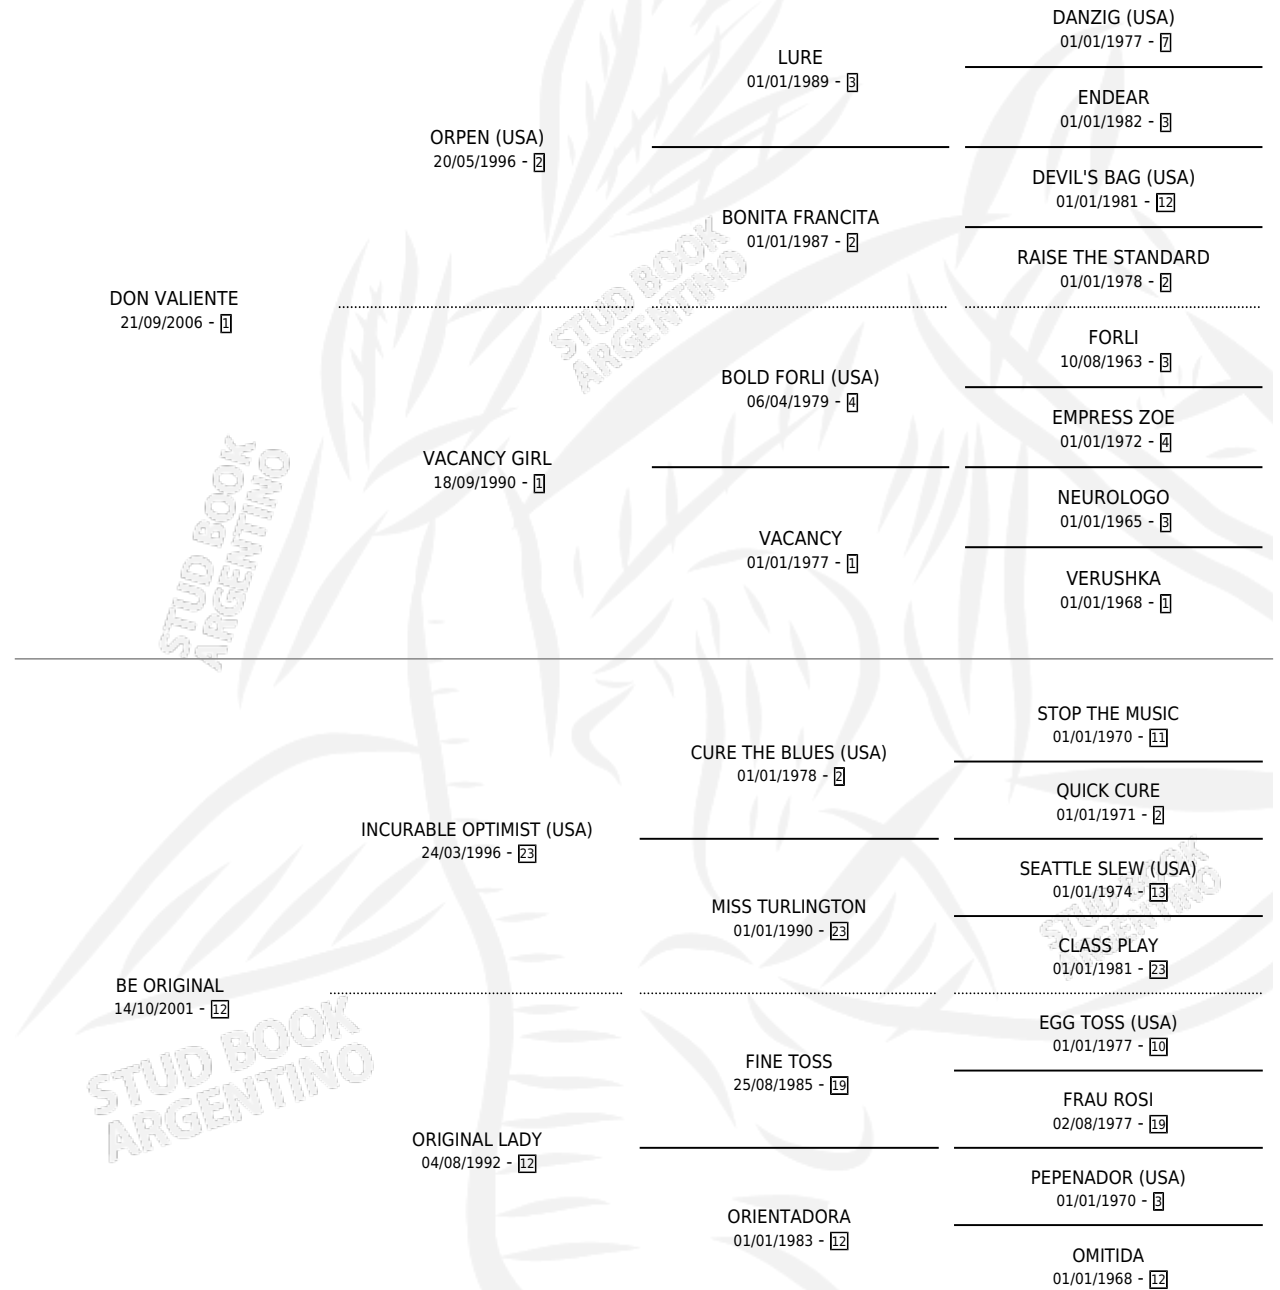 DANZIG (USA)
01/01/1977 - 7
LURE
01/01/1989 - 3
ENDEAR
01/01/1982 - 3
ORPEN (USA)
20/05/1996 - 2
DEVIL'S BAG (USA)
01/01/1981 - 12
BONITA FRANCITA
01/01/1987 - 2
RAISE THE STANDARD
01/01/1978 - 2
DON VALIENTE
21/09/2006 - 1
FORLI
10/08/1963 - 3
BOLD FORLI (USA)
06/04/1979 - 4
EMPRESS ZOE
01/01/1972 - 4
VACANCY GIRL
18/09/1990 - 1
NEUROLOGO
01/01/1965 - 3
VACANCY
01/01/1977 - 1
VERUSHKA
01/01/1968 - 1
STUD BOOK
ARGENTINO
STUD BOOK
ARGENTINO
STOP THE MUSIC
01/01/1970 - 11
CURE THE BLUES (USA)
01/01/1978 - 2
QUICK CURE
01/01/1971 - 2
INCURABLE OPTIMIST (USA)
24/03/1996 - 23
SEATTLE SLEW (USA)
01/01/1974 - 13
MISS TURLINGTON
01/01/1990 - 23
CLASS PLAY
01/01/1981 - 23
BE ORIGINAL
14/10/2001 - 12
EGG TOSS (USA)
01/01/1977 - 10
FINE TOSS
25/08/1985 - 19
FRAU ROSI
02/08/1977 - 19
ORIGINAL LADY
04/08/1992 - 12
PEPENADOR (USA)
01/01/1970 - 3
ORIENTADORA
01/01/1983 - 12
OMITIDA
01/01/1968 - 12
STUD BOOK
ARGENTINO
STUD BOOK
ARGENTINO